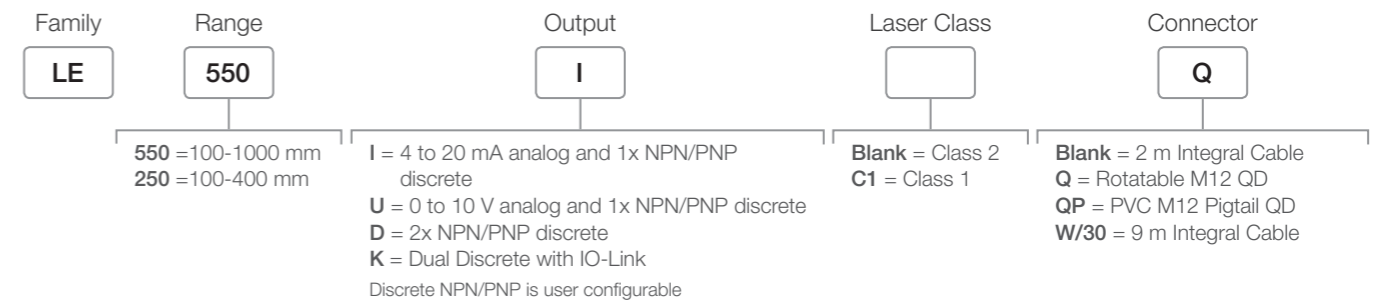 Family
Range
Output
Laser Class
Connector
LE
550
I
Q
550 =100-1000 mm
250 =100-400 mm
I = 4 to 20 mA analog and 1x NPN/PNP
discrete
U = 0 to 10 V analog and 1x NPN/PNP discrete
D = 2x NPN/PNP discrete
K = Dual Discrete with IO-Link
Discrete NPN/PNP is user configurable
Blank = Class 2
C1 = Class 1
Blank = 2 m Integral Cable
Q = Rotatable M12 QD
QP = PVC M12 Pigtail QD
W/30 = 9 m Integral Cable